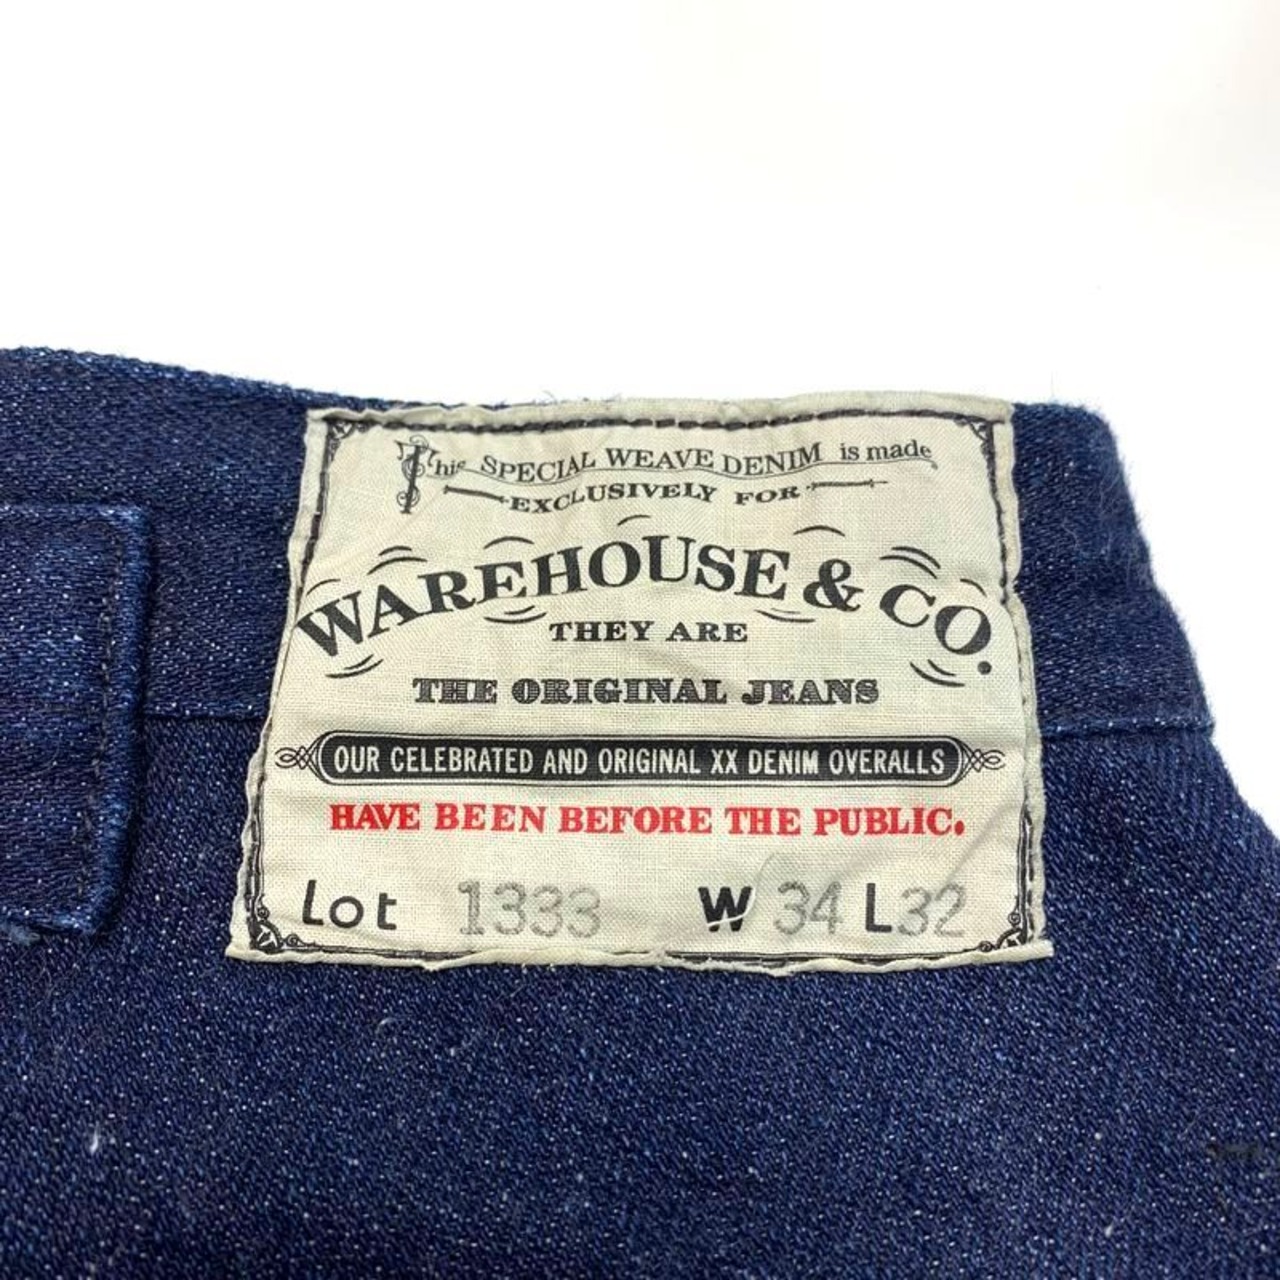 This SPECIAL WEAVE DENIM is made
EXCLUSIVELY FOR
WAREHOUSE & CO.
THEY ARE
THE ORIGINAL JEANS
OUR CELEBRATED AND ORIGINAL XX DENIM OVERALLS
HAVE BEEN BEFORE THE PUBLIC.
Lot 1333 W 34 L32